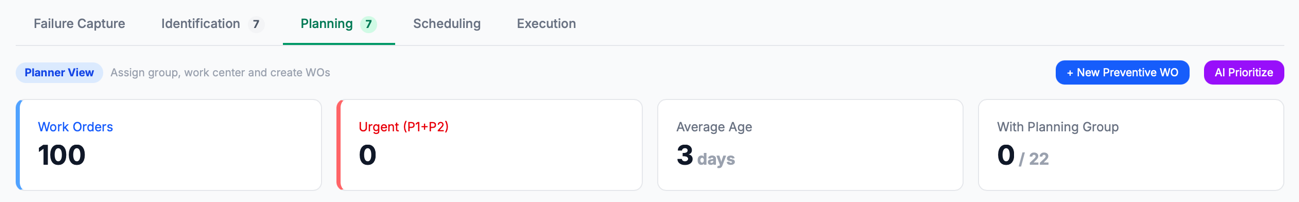 Failure Capture Identification 7 Planning 7 Scheduling Execution
Planner View Assign group, work center and create WOs + New Preventive WO AI Prioritize
Work Orders
100
Urgent (P1+P2)
0
Average Age
3 days
With Planning Group
0 / 22